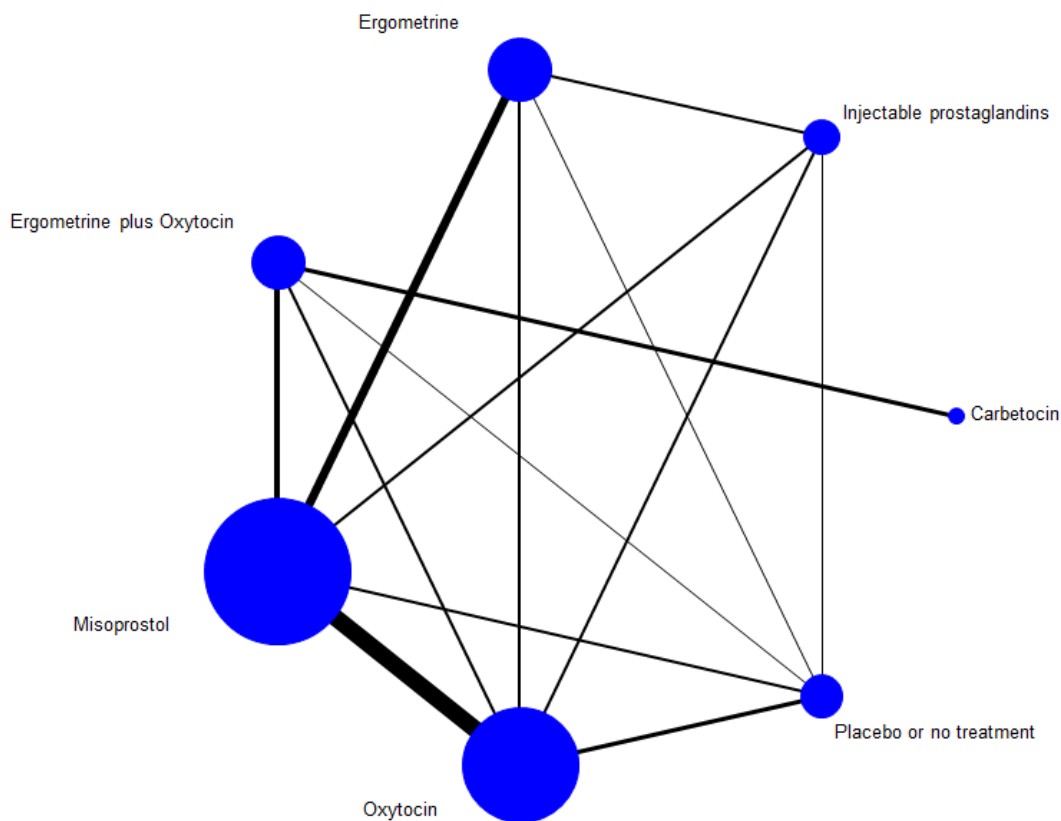 Ergometrine
Injectable prostaglandins
Ergometrine plus Oxytocin
Carbetocin
Misoprostol
Placebo or no treatment
Oxytocin